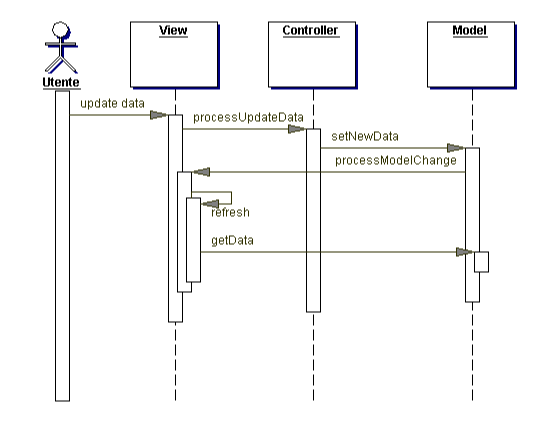 View
Controller
Model
Utente
update data
processUpdateData
setNewData
processModelChange
refresh
getData